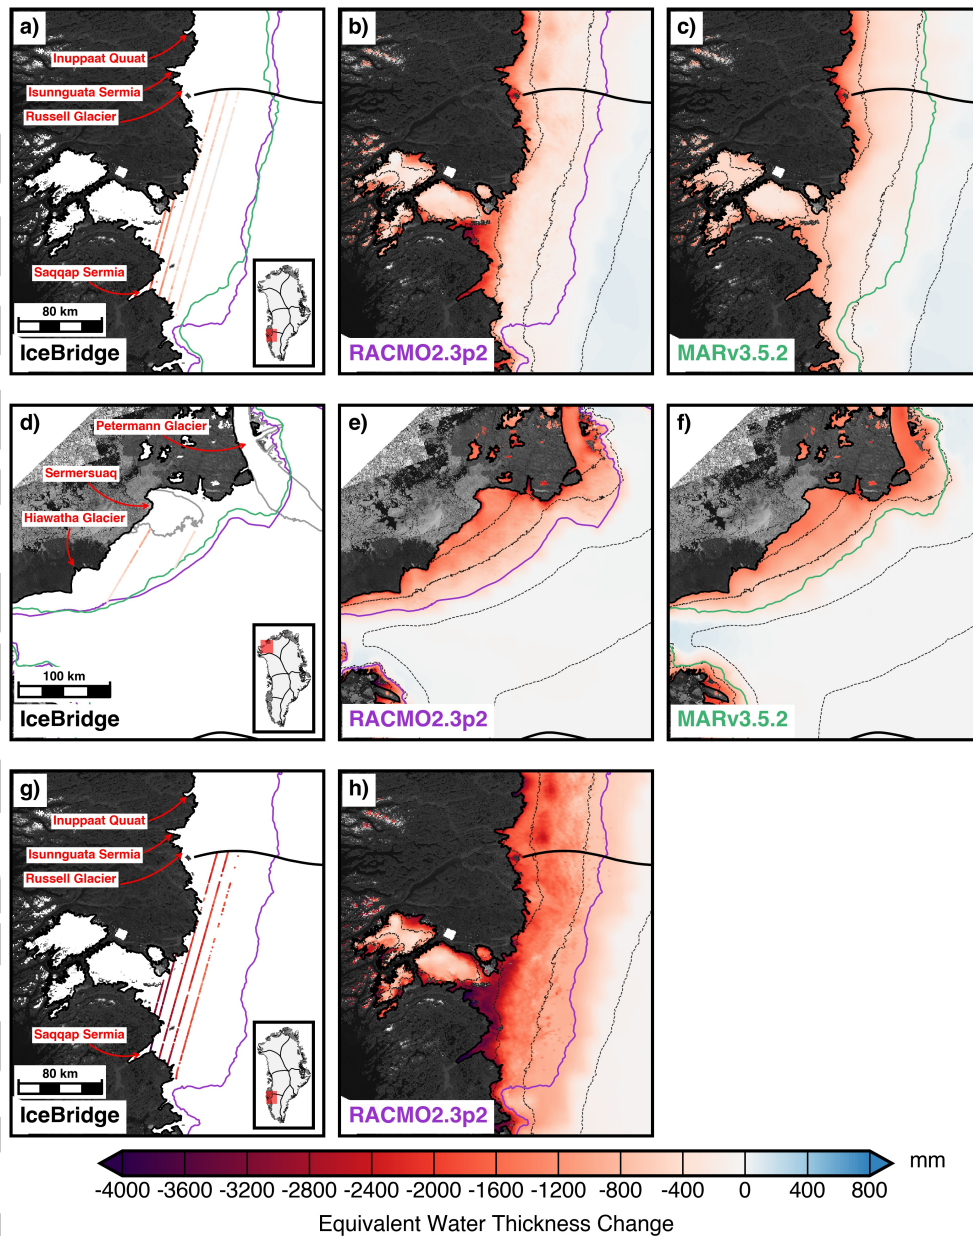 a)
Inuppaat Quuat
Isunnguata Sermia
Russell Glacier
Saqqap Sermia
80 km
IceBridge
b)
RACMO2.3p2
c)
MARv3.5.2
d)
Petermann Glacier
Sermersuaq
Hiawatha Glacier
100 km
IceBridge
e)
RACMO2.3p2
f)
MARv3.5.2
g)
Inuppaat Quuat
Isunnguata Sermia
Russell Glacier
Saqqap Sermia
80 km
IceBridge
h)
RACMO2.3p2
mm
-4000 -3600 -3200 -2800 -2400 -2000 -1600 -1200 -800 -400 0 400 800
Equivalent Water Thickness Change